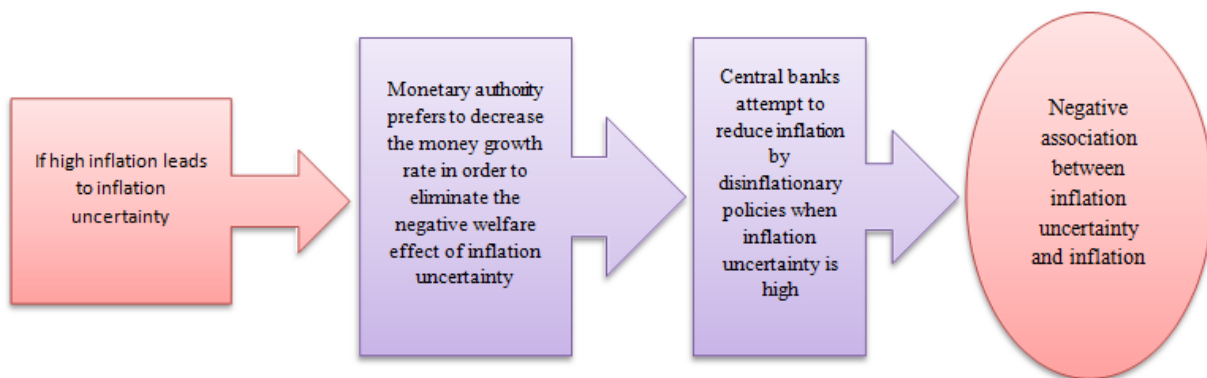 If high inflation leads
to inflation
uncertainty
Monetary authority
prefers to decrease
the money growth
rate in order to
eliminate the
negative welfare
effect of inflation
uncertainty
Central banks
attempt to
reduce inflation
by
disinflationary
policies when
inflation
uncertainty is
high
Negative
association
between
inflation
uncertainty
and inflation